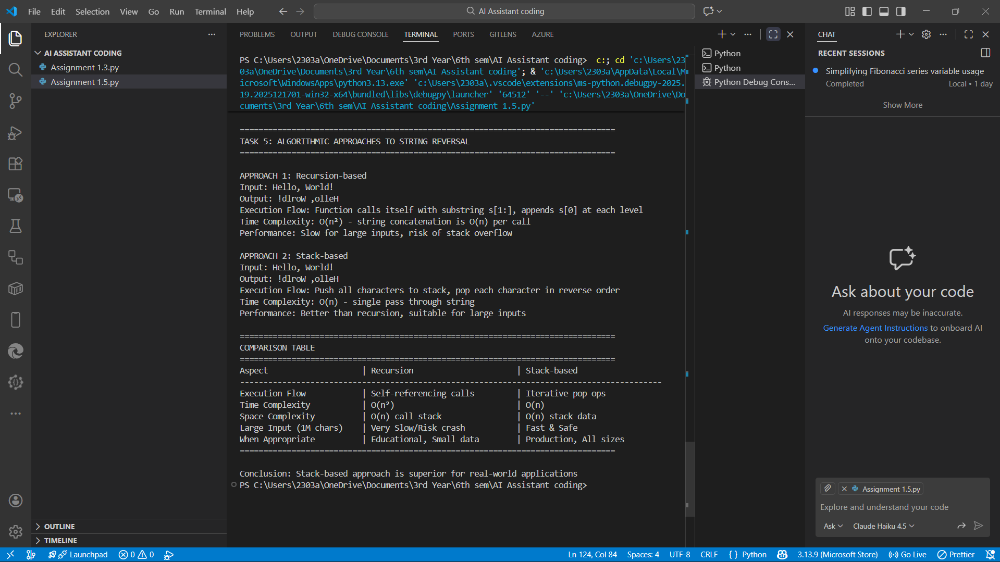 File Edit Selection View Go Run Terminal Help
AI Assistant coding
EXPLORER
AI ASSISTANT CODING
Assignment 1.3.py
Assignment 1.5.py
OUTLINE
TIMELINE
PROBLEMS OUTPUT DEBUG CONSOLE TERMINAL PORTS GITLENS AZURE
PS C:\Users\2303a\OneDrive\Documents\3rd Year\6th sem\AI Assistant coding>  c:; cd 'c:\Users\23
03a\OneDrive\Documents\3rd Year\6th sem\AI Assistant coding'; & 'c:\Users\2303a\AppData\Local\M
icrosoft\WindowsApps\python3.13.exe' 'c:\Users\2303a\.vscode\extensions\ms-python.debugpy-2025.
19.2025121701-win32-x64\bundled\libs\debugpy\launcher' '64512' '--' 'c:\Users\2303a\OneDrive\Do
cuments\3rd Year\6th sem\AI Assistant coding\Assignment 1.5.py'
================================================================================
TASK 5: ALGORITHMIC APPROACHES TO STRING REVERSAL
================================================================================
APPROACH 1: Recursion-based
Input: Hello, World!
Output: !dlroW ,olleH
Execution Flow: Function calls itself with substring s[1:], appends s[0] at each level
Time Complexity: O(n²) - string concatenation is O(n) per call
Performance: Slow for large inputs, risk of stack overflow
APPROACH 2: Stack-based
Input: Hello, World!
Output: !dlroW ,olleH
Execution Flow: Push all characters to stack, pop each character in reverse order
Time Complexity: O(n) - single pass through string
Performance: Better than recursion, suitable for large inputs
================================================================================
COMPARISON TABLE
================================================================================
Aspect | Recursion | Stack-based
------------------------------------------------------------------------------------------
Execution Flow | Self-referencing calls | Iterative pop ops
Time Complexity | O(n²) | O(n)
Space Complexity | O(n) call stack | O(n) stack data
Large Input (1M chars) | Very Slow/Risk crash | Fast & Safe
When Appropriate | Educational, Small data | Production, All sizes
================================================================================
Conclusion: Stack-based approach is superior for real-world applications
PS C:\Users\2303a\OneDrive\Documents\3rd Year\6th sem\AI Assistant coding>
Python
Python
Python Debug Cons...
CHAT
RECENT SESSIONS
Simplifying Fibonacci series variable usage
Completed Local • 1 day
Show More
Ask about your code
AI responses may be inaccurate.
Generate Agent Instructions to onboard AI
onto your codebase.
Assignment 1.5.py
Explore and understand your code
Ask Claude Haiku 4.5
Launchpad 0 0 Ln 124, Col 84 Spaces: 4 UTF-8 CRLF { } Python 3.13.9 (Microsoft Store) Go Live Prettier